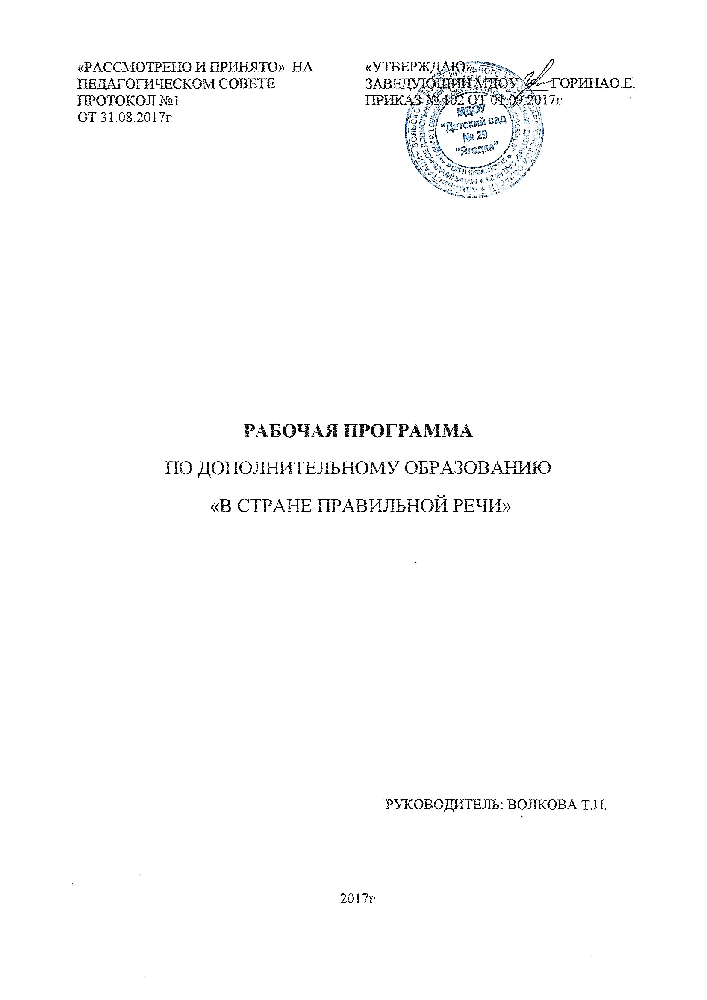 «РАССМОТРЕНО И ПРИНЯТО» НА
ПЕДАГОГИЧЕСКОМ СОВЕТЕ
ПРОТОКОЛ №1
ОТ 31.08.2017г
«УТВЕРЖДАЮ»
ЗАВЕДУЮЩИЙ МДОУ ГОРИНАО.Е.
ПРИКАЗ № 102 ОТ 01.09.2017г
МДОУ
"Детский сад
№ 29
"Ягодка"
РАБОЧАЯ ПРОГРАММА
ПО ДОПОЛНИТЕЛЬНОМУ ОБРАЗОВАНИЮ
«В СТРАНЕ ПРАВИЛЬНОЙ РЕЧИ»
РУКОВОДИТЕЛЬ: ВОЛКОВА Т.П.
2017г